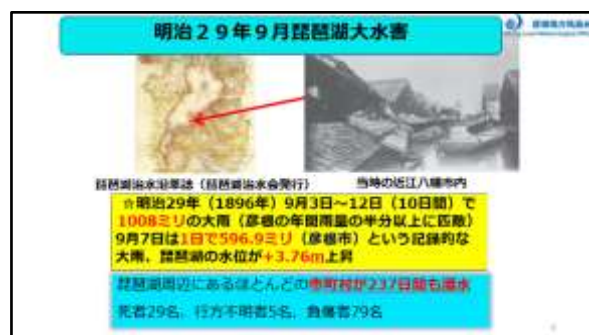 明治29年9月琵琶湖大水害
彦根地方気象台
琵琶湖治水沿革誌（琵琶湖治水会発行）
当時の近江八幡市内
☆明治29年（1896年）9月3日～12日（10日間）で
1008ミリの大雨（彦根の年間雨量の半分以上に匹敵）
9月7日は1日で596.9ミリ（彦根市）という記録的な
大雨、琵琶湖の水位が+3.76m上昇
琵琶湖周辺にあるほとんどの市町村が237日間も浸水
死者29名、行方不明者5名、負傷者79名